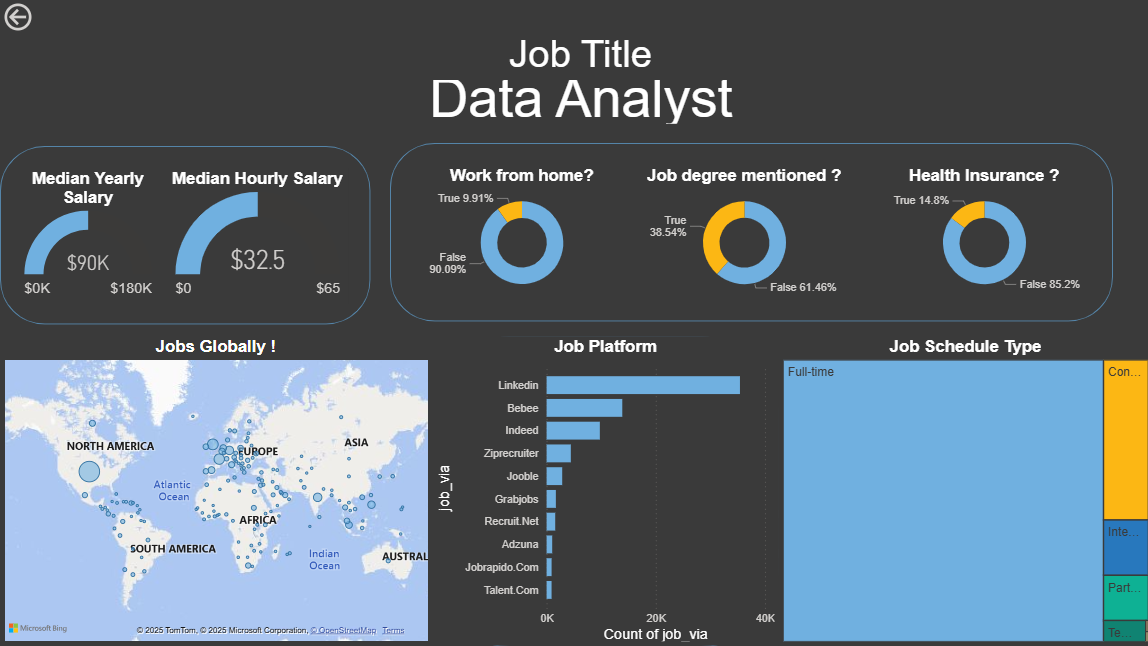 Job Title
Data Analyst
Median Yearly
Salary
$90K
$0K
$180K
Median Hourly Salary
$32.5
$0
$65
Work from home?
True 9.91%
False
90.09%
Job degree mentioned ?
True
38.54%
False 61.46%
Health Insurance ?
True 14.8%
False 85.2%
Jobs Globally !
NORTH AMERICA
EUROPE
ASIA
Atlantic
Ocean
AFRICA
SOUTH AMERICA
Indian
Ocean
AUSTRAL
Microsoft Bing
© 2025 TomTom, © 2025 Microsoft Corporation, © OpenStreetMap Terms
Job Platform
job_via
Linkedin
Bebee
Indeed
Ziprecruiter
Jooble
Grabjobs
Recruit.Net
Adzuna
Jobrapido.Com
Talent.Com
0K
20K
40K
Count of job_via
Job Schedule Type
Full-time
Con...
Inte...
Part...
Te...